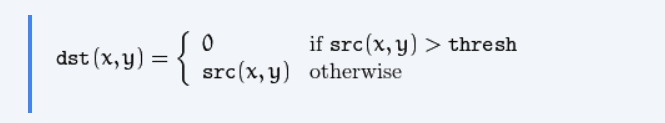 dst(x,y) = { 0 if src(x,y) > thresh
src(x,y) otherwise